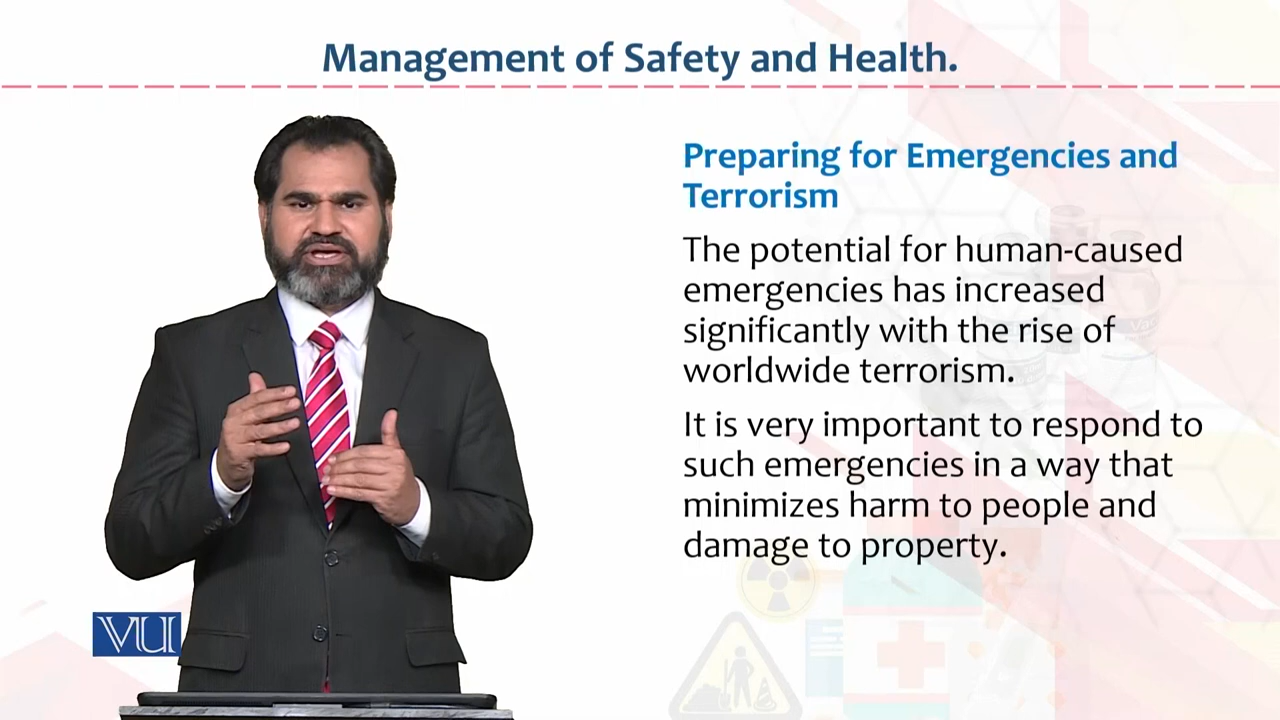 Management of Safety and Health.
Preparing for Emergencies and
Terrorism
The potential for human-caused
emergencies has increased
significantly with the rise of
worldwide terrorism.
It is very important to respond to
such emergencies in a way that
minimizes harm to people and
damage to property.
VU